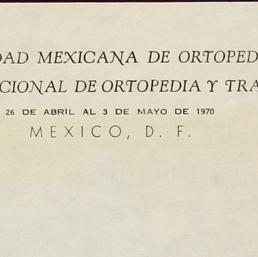 DAD MEXICANA DE ORTOPED
CIONAL DE ORTOPEDIA Y TRA
26 DE ABRIL AL 3 DE MAYO DE 1970
MEXICO, D. F.